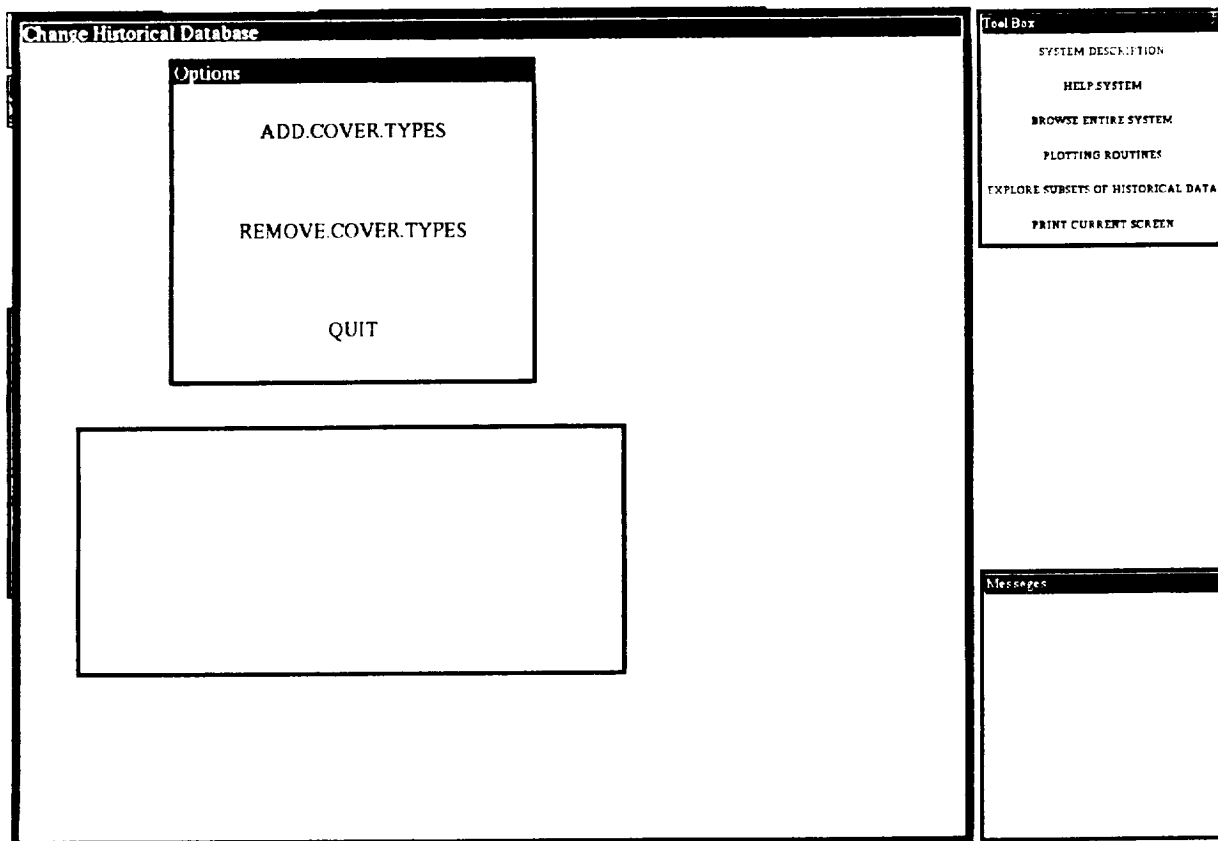 Change Historical Database
Options
ADD.COVER.TYPES
REMOVE.COVER.TYPES
QUIT
Tool Box
SYSTEM DESCRIPTION
HELP.SYSTEM
BROWSE ENTIRE SYSTEM
PLOTTING ROUTINES
EXPLORE SUBSETS OF HISTORICAL DATA
PRINT CURRENT SCREEN
Messages